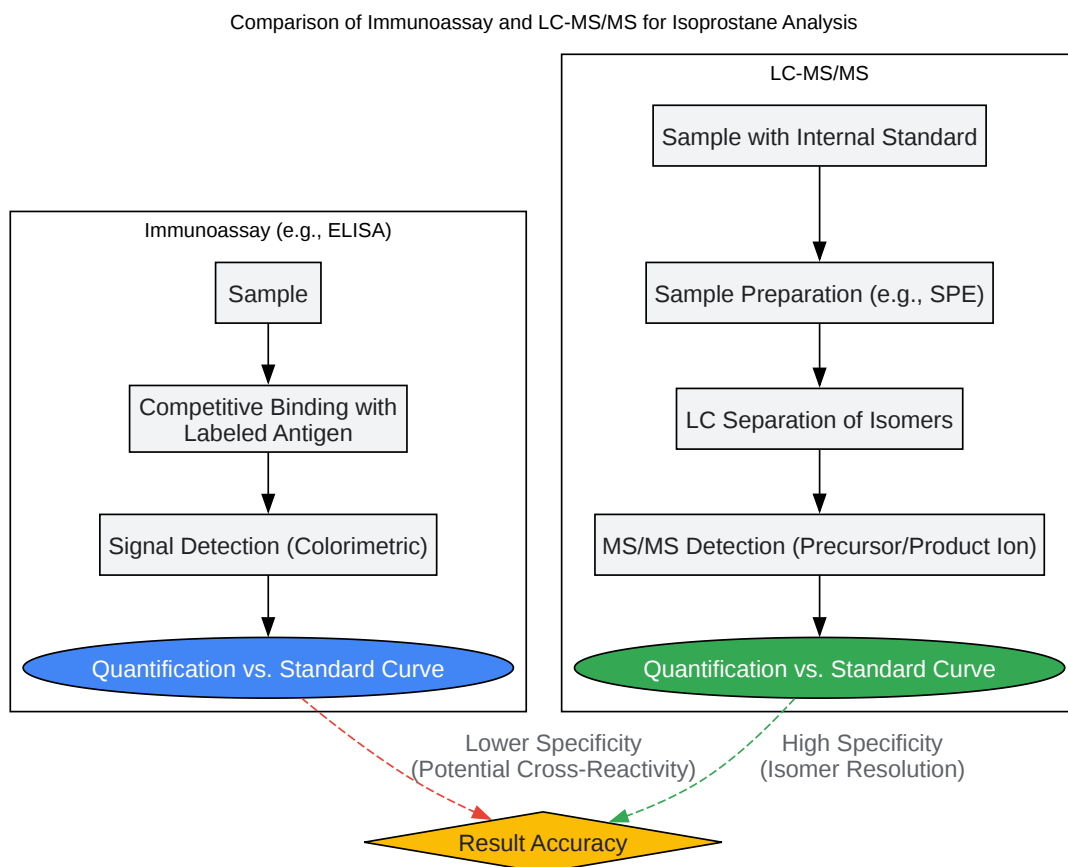 Comparison of Immunoassay and LC-MS/MS for Isoprostane Analysis
Immunoassay (e.g., ELISA)
Sample
Competitive Binding with
Labeled Antigen
Signal Detection (Colorimetric)
Quantification vs. Standard Curve
LC-MS/MS
Sample with Internal Standard
Sample Preparation (e.g., SPE)
LC Separation of Isomers
MS/MS Detection (Precursor/Product Ion)
Quantification vs. Standard Curve
Lower Specificity
(Potential Cross-Reactivity)
High Specificity
(Isomer Resolution)
Result Accuracy